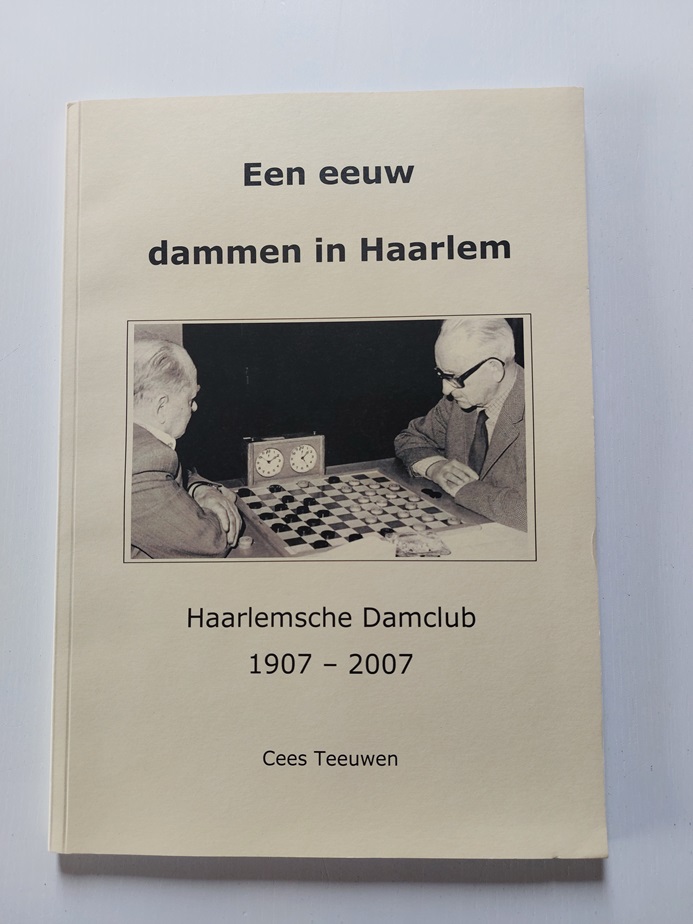 Een eeuw
dammen in Haarlem
Haarlemsche Damclub
1907 – 2007
Cees Teeuwen